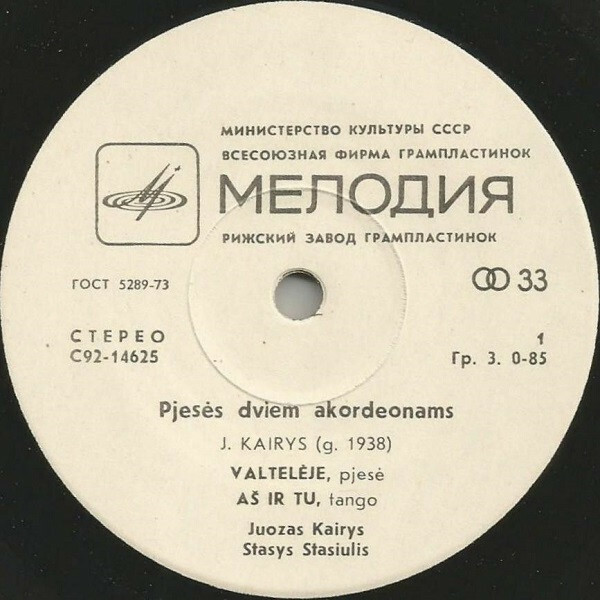 МИНИСТЕРСТВО КУЛЬТУРЫ СССР
ВСЕСОЮЗНАЯ ФИРМА ГРАМПЛАСТИНОК
МЕЛОДИЯ
РИЖСКИЙ ЗАВОД ГРАМПЛАСТИНОК
ГОСТ 5289-73
33
СТЕРЕО
С92-14625
1
Гр. 3. 0-85
Pjesės dviem akordeonams
J. KAIRYS (g. 1938)
VALTELĖJE, pjesė
AŠ IR TU, tango
Juozas Kairys
Stasys Stasiulis